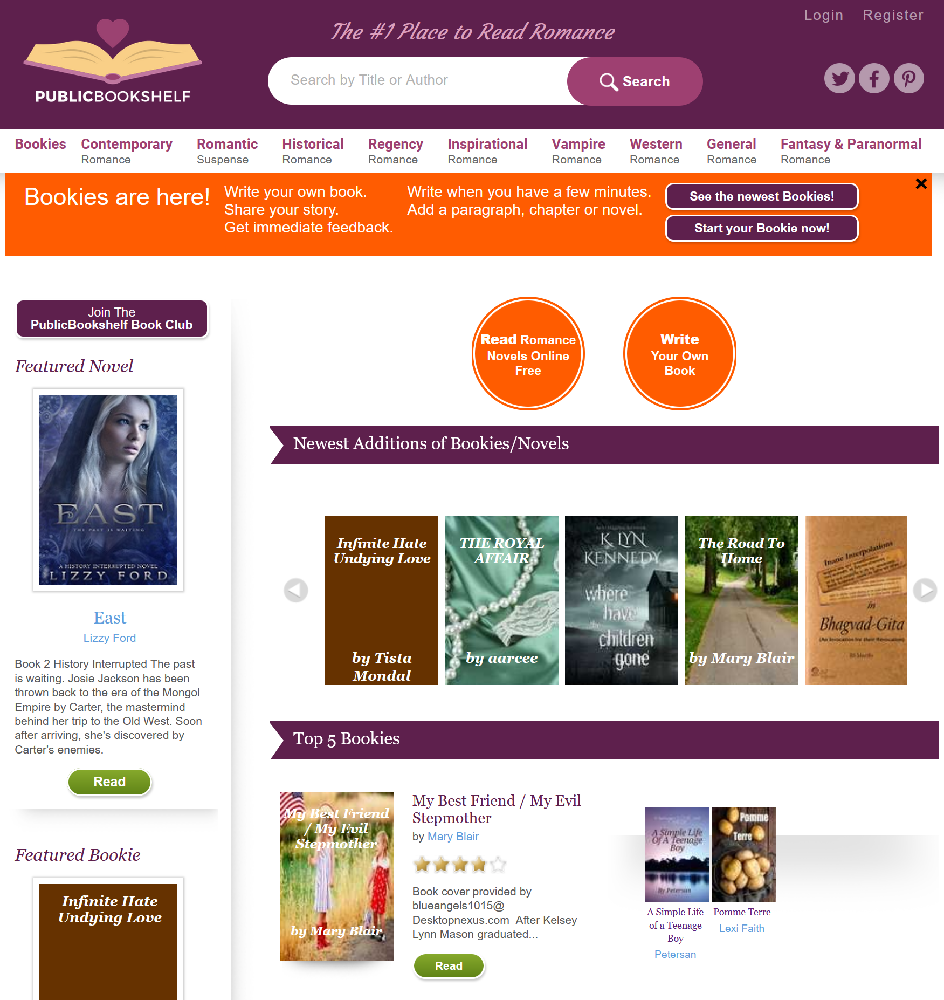 Login Register
The #1 Place to Read Romance
Search by Title or Author
Search
PUBLICBOOKSHELF
Bookies
Contemporary
Romance
Romantic
Suspense
Historical
Romance
Regency
Romance
Inspirational
Romance
Vampire
Romance
Western
Romance
General
Romance
Fantasy & Paranormal
Romance
Bookies are here!
Write your own book.
Share your story.
Get immediate feedback.
Write when you have a few minutes.
Add a paragraph, chapter or novel.
See the newest Bookies!
Start your Bookie now!
Join The
PublicBookshelf Book Club
Featured Novel
EAST
THE PAST IS WAITING
A HISTORY INTERRUPTED NOVEL
LIZZY FORD
East
Lizzy Ford
Book 2 History Interrupted The past
is waiting. Josie Jackson has been
thrown back to the era of the Mongol
Empire by Carter, the mastermind
behind her trip to the Old West. Soon
after arriving, she's discovered by
Carter's enemies.
Read
Featured Bookie
Infinite Hate
Undying Love
Read Romance
Novels Online
Free
Write
Your Own
Book
Newest Additions of Bookies/Novels
Infinite Hate
Undying Love
by Tista
Mondal
THE ROYAL
AFFAIR
by aarcee
K. LYN
KENNEDY
where
have
the
children
gone
The Road To
Home
by Mary Blair
Inane Interpolations
in
Bhagvad-Gita
(An Invocation for their Revocation)
Top 5 Bookies
My Best Friend
/ My Evil
Stepmother
by Mary Blair
My Best Friend / My Evil
Stepmother
by Mary Blair
Book cover provided by
blueangels1015@
Desktopnexus.com  After Kelsey
Lynn Mason graduated...
Read
A Simple Life
Of A Teenage
Boy
By Petersan
A Simple Life
of a Teenage
Boy
Petersan
Pomme
Terre
Pomme Terre
Lexi Faith